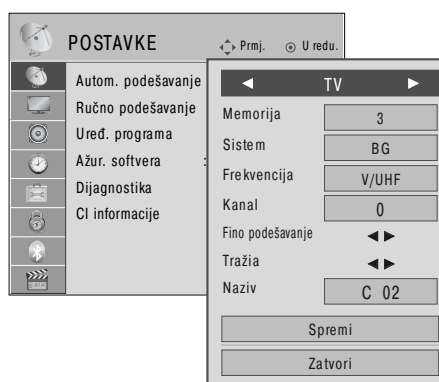 POSTAVKE
Prmj.
U redu.
Autom. podešavanje
Ručno podešavanje
Uređ. programa
Ažur. softvera :
Dijagnostika
CI informacije
TV
Memorija 3
Sistem BG
Frekvencija V/UHF
Kanal 0
Fino podešavanje
Tražia
Naziv C 02
Spremi
Zatvori